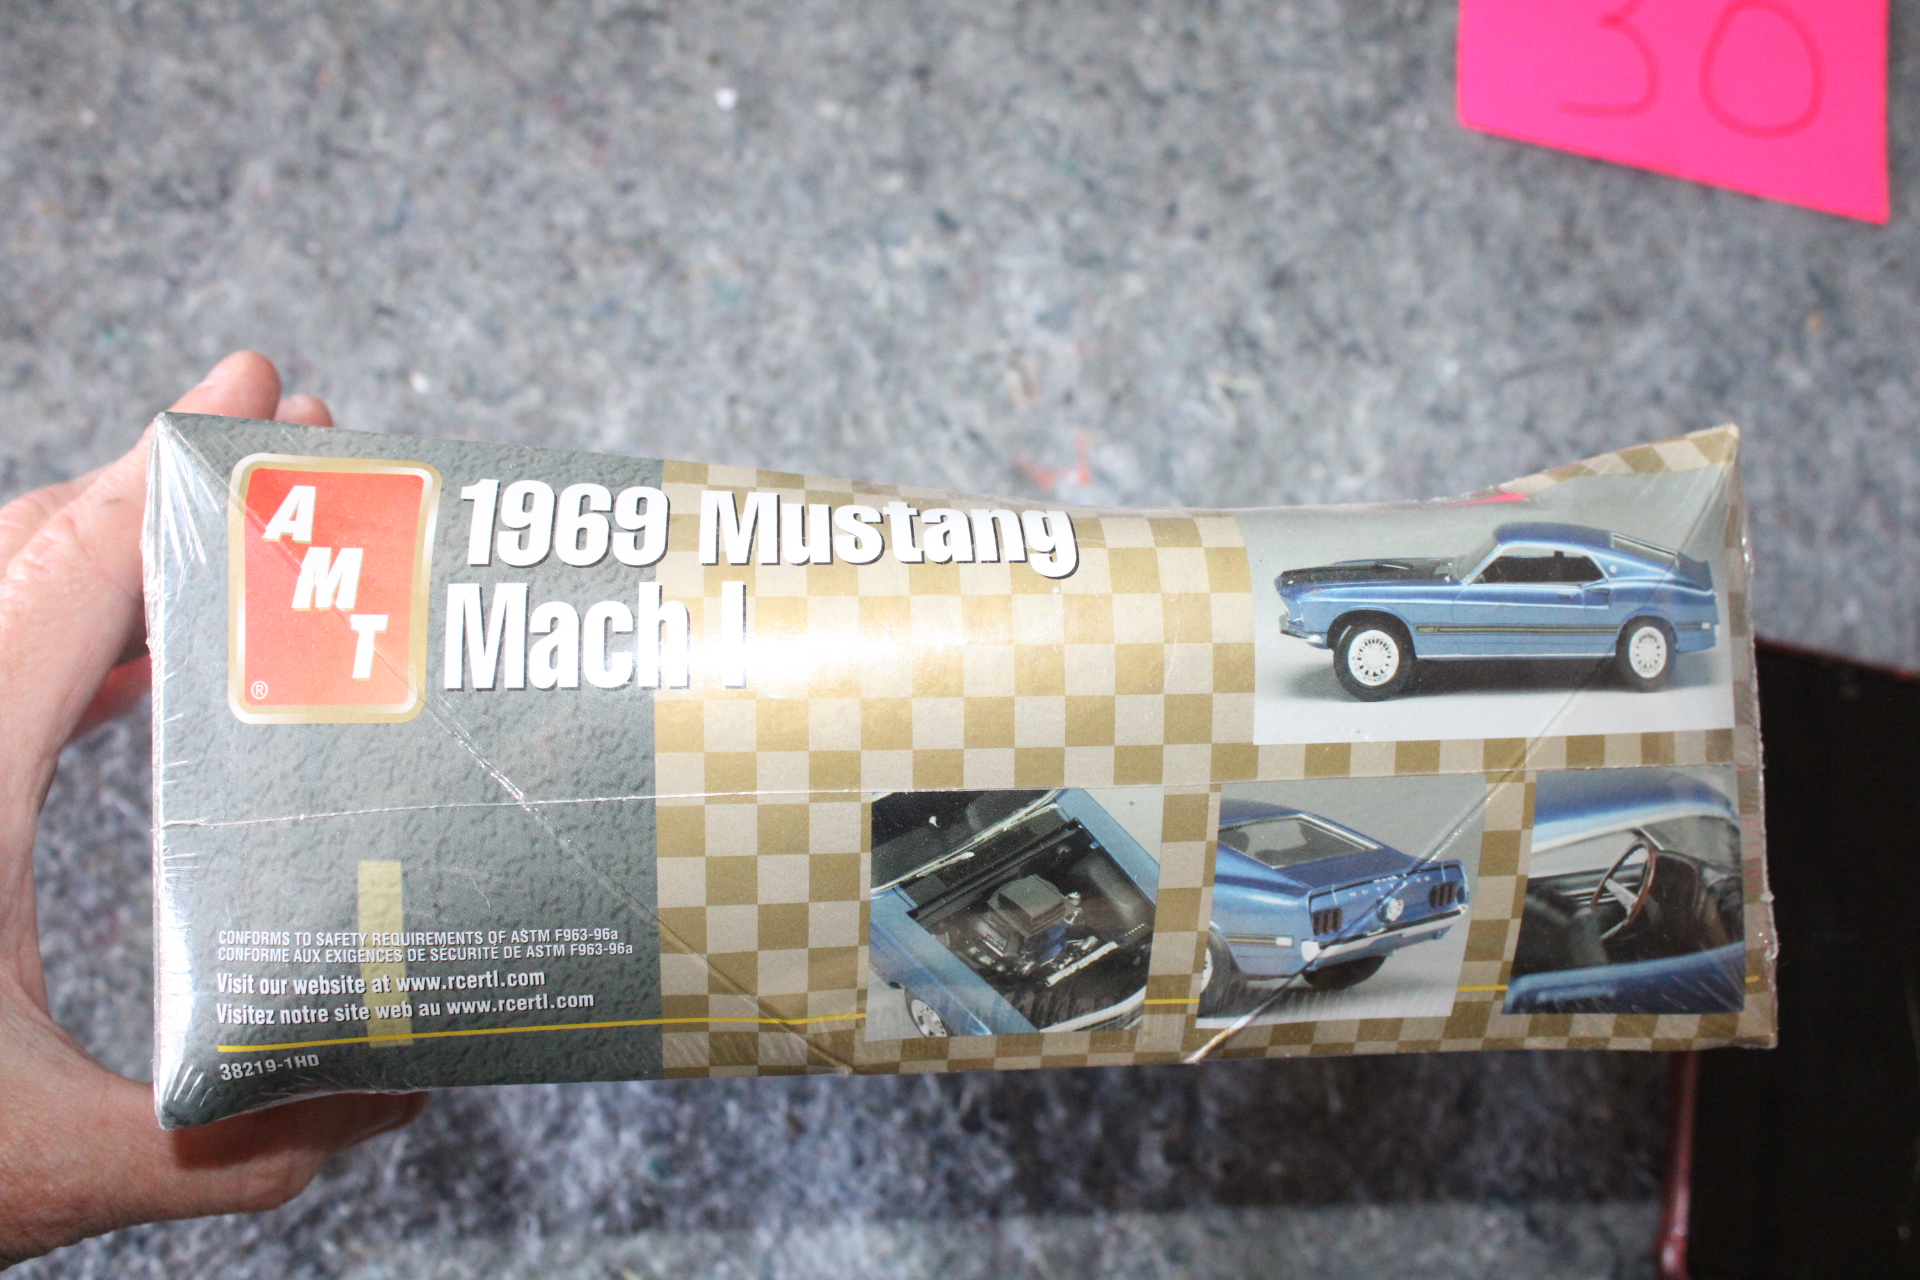 30
AMT
®
1969 Mustang
Mach I
CONFORMS TO SAFETY REQUIREMENTS OF ASTM F963-96a
CONFORME AUX EXIGENCES DE SÉCURITÉ DE ASTM F963-96a
Visit our website at www.rcertl.com
Visitez notre site web au www.rcertl.com
38219-1HD
MUSTANG